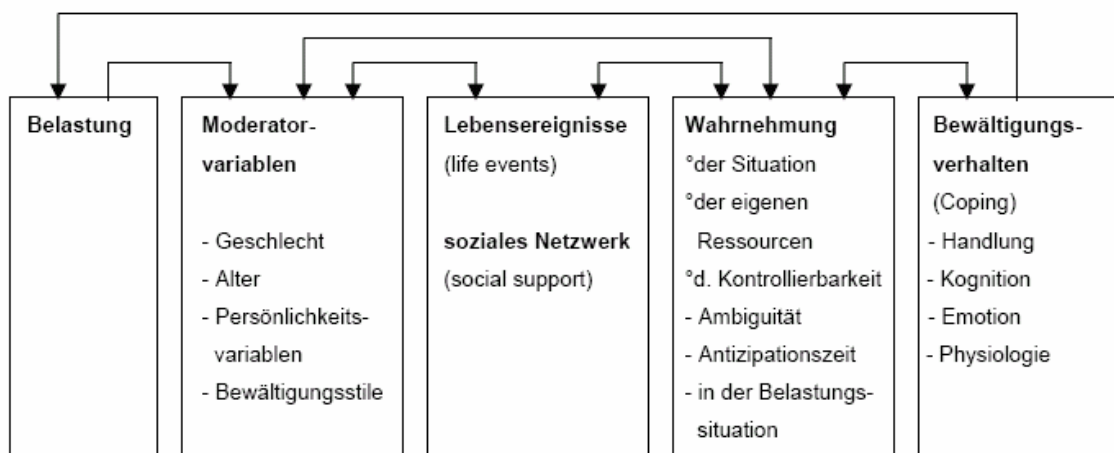 Belastung
Moderator-
variablen
- Geschlecht
- Alter
- Persönlichkeits-
variablen
- Bewältigungsstile
Lebensereignisse
(life events)
soziales Netzwerk
(social support)
Wahrnehmung
°der Situation
°der eigenen
Ressourcen
°d. Kontrollierbarkeit
- Ambiguität
- Antizipationszeit
- in der Belastungs-
situation
Bewältigungs-
verhalten
(Coping)
- Handlung
- Kognition
- Emotion
- Physiologie